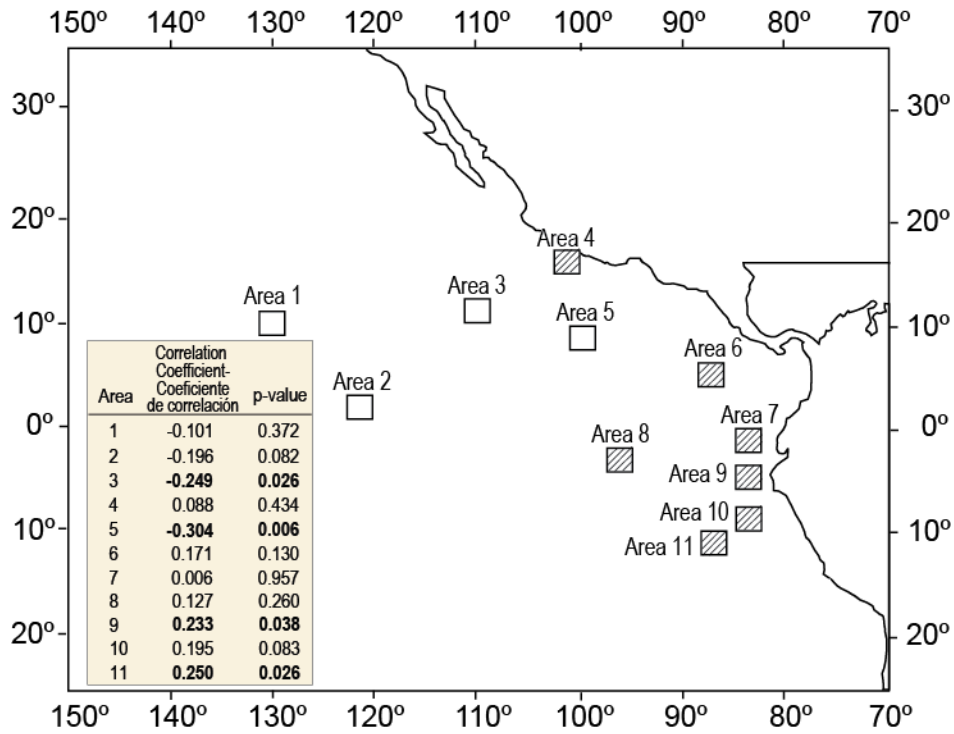 150º 140º 130º 120º 110º 100º 90º 80º 70º
30º 30º
20º 20º
Area 4
Area 3
Area 1
Area 5
10º 10º
Area 6
Area 2
Area 7
0º 0º
Area 8
Area 9
Area 10
10º 10º
Area 11
20º 20º
Area Correlation Coefficient- Coeficiente de correlación p-value
1 -0.101 0.372
2 -0.196 0.082
3 -0.249 0.026
4 0.088 0.434
5 -0.304 0.006
6 0.171 0.130
7 0.006 0.957
8 0.127 0.260
9 0.233 0.038
10 0.195 0.083
11 0.250 0.026
150º 140º 130º 120º 110º 100º 90º 80º 70º